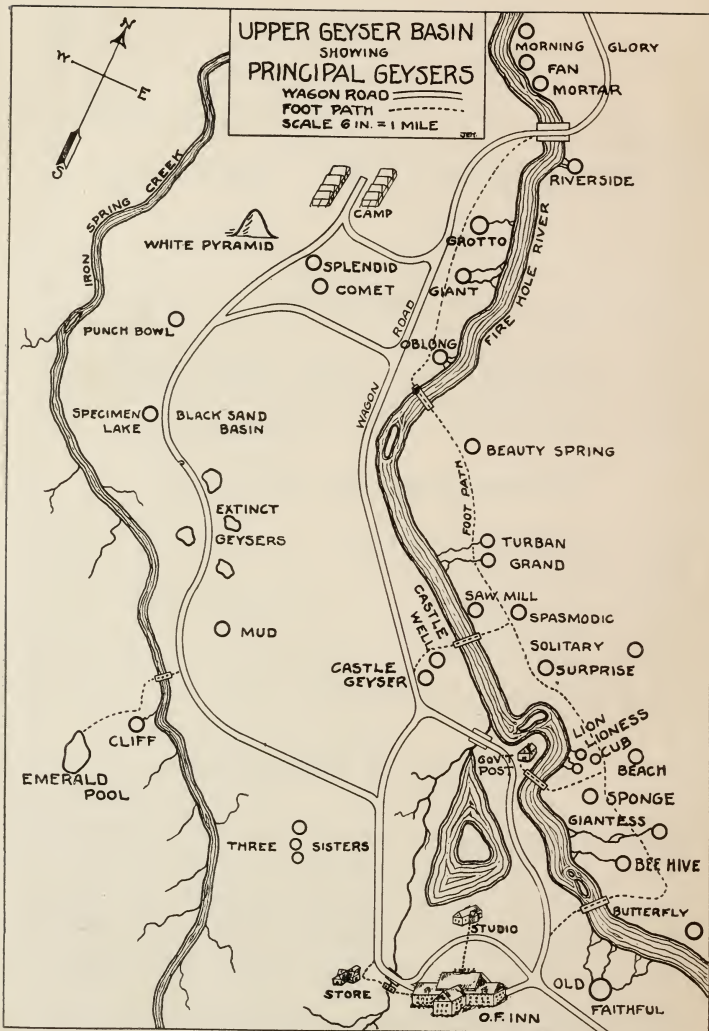 UPPER GEYSER BASIN
SHOWING
PRINCIPAL GEYSERS
WAGON ROAD
FOOT PATH
SCALE 6 IN. = 1 MILE
N
W
E
S
MORNING GLORY
FAN
MORTAR
RIVERSIDE
IRON SPRING CREEK
CAMP
WHITE PYRAMID
GROTTO
SPLENDID
COMET
GIANT
FIRE HOLE RIVER
PUNCH BOWL
OBLONG
WAGON ROAD
SPECIMEN
LAKE
BLACK SAND
BASIN
BEAUTY SPRING
FOOT PATH
EXTINCT
GEYSERS
TURBAN
GRAND
SAW MILL
SPASMODIC
MUD
CASTLE
WELL
SOLITARY
SURPRISE
CASTLE
GEYSER
CLIFF
EMERALD
POOL
GOV'T
POST
LION
LIONESS
CUB
BEACH
SPONGE
GIANTESS
THREE SISTERS
BEE HIVE
BUTTERFLY
STUDIO
STORE
O.F. INN
OLD
FAITHFUL